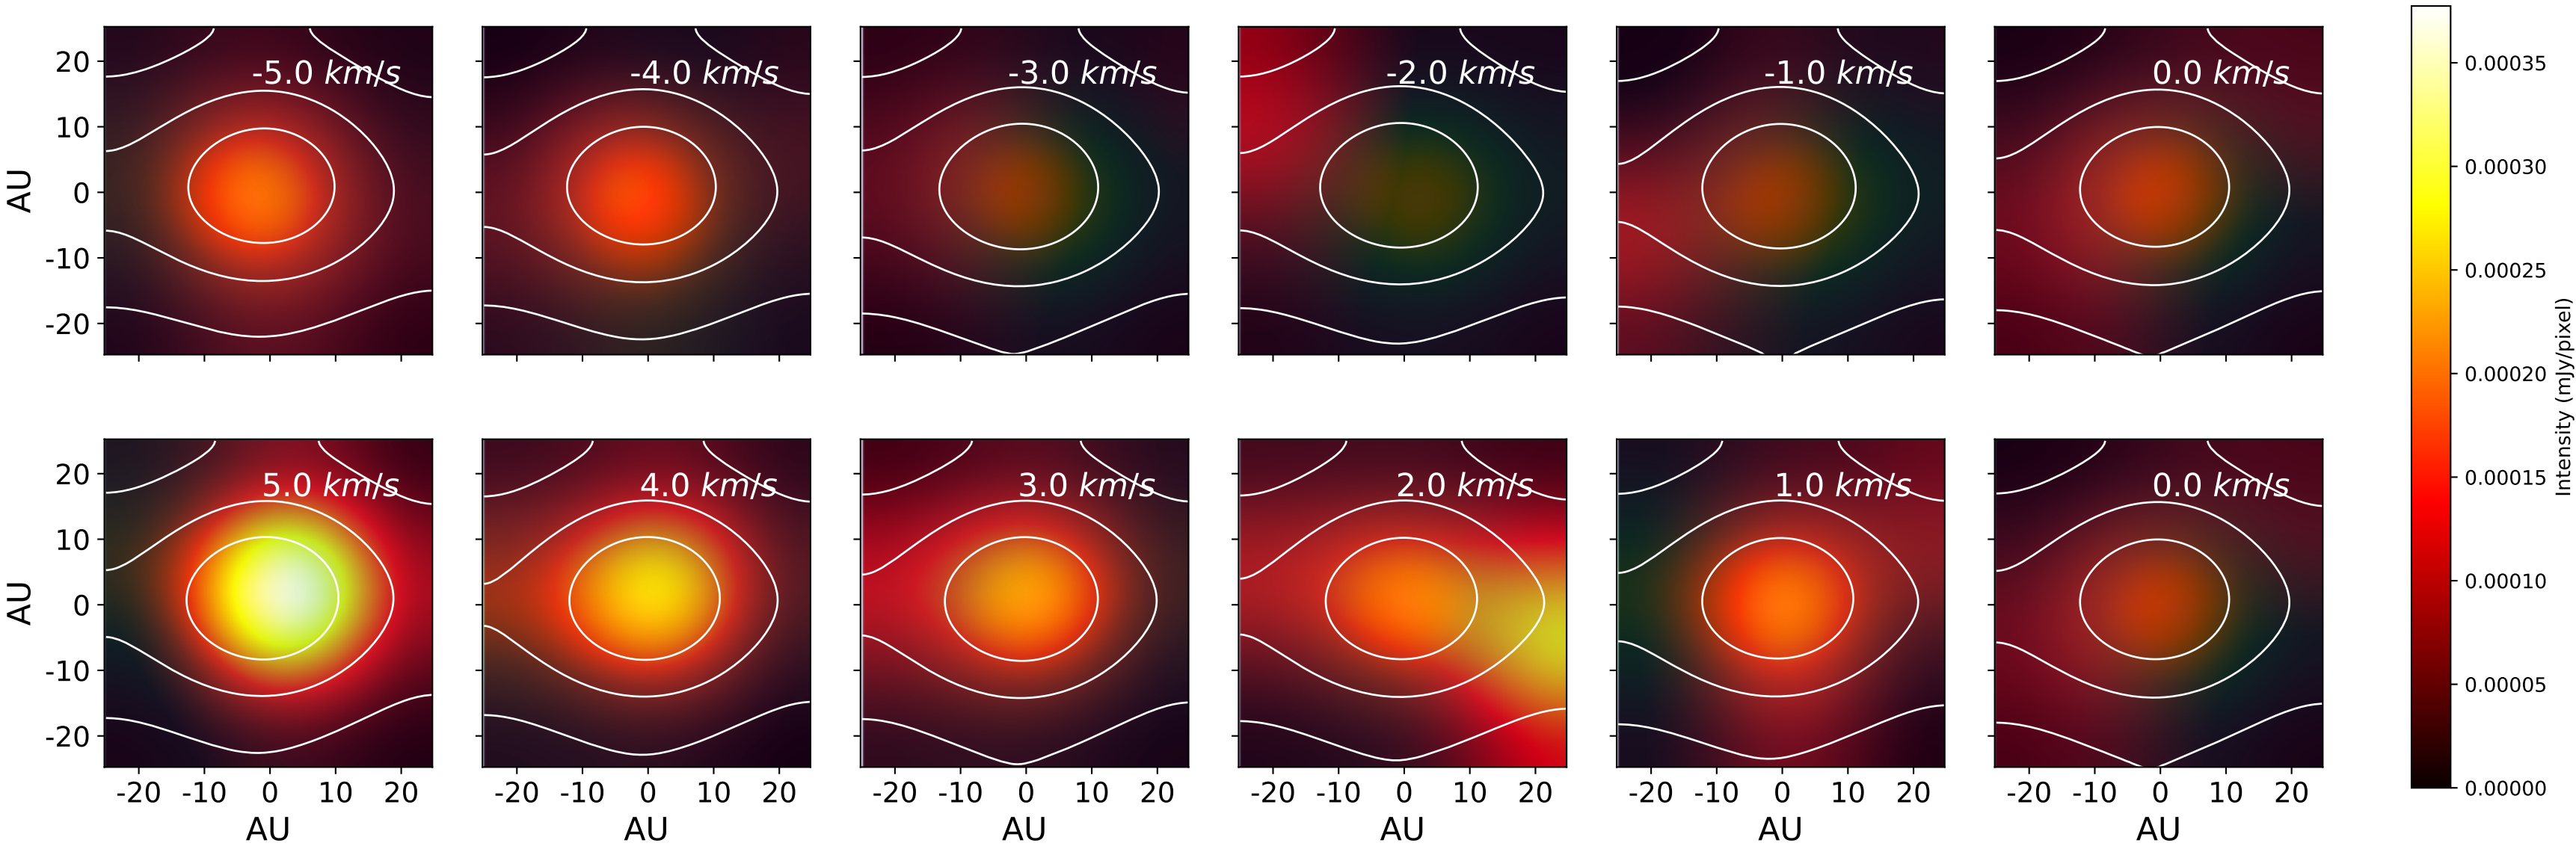 -5.0 km/s
-4.0 km/s
-3.0 km/s
-2.0 km/s
-1.0 km/s
0.0 km/s
20
10
0
-10
-20
AU
5.0 km/s
4.0 km/s
3.0 km/s
2.0 km/s
1.0 km/s
0.0 km/s
20
10
0
-10
-20
AU
-20 -10 0 10 20
-20 -10 0 10 20
-20 -10 0 10 20
-20 -10 0 10 20
-20 -10 0 10 20
-20 -10 0 10 20
AU
AU
AU
AU
AU
AU
0.00035
0.00030
0.00025
0.00020
0.00015
0.00010
0.00005
0.00000
Intensity (mJy/pixel)